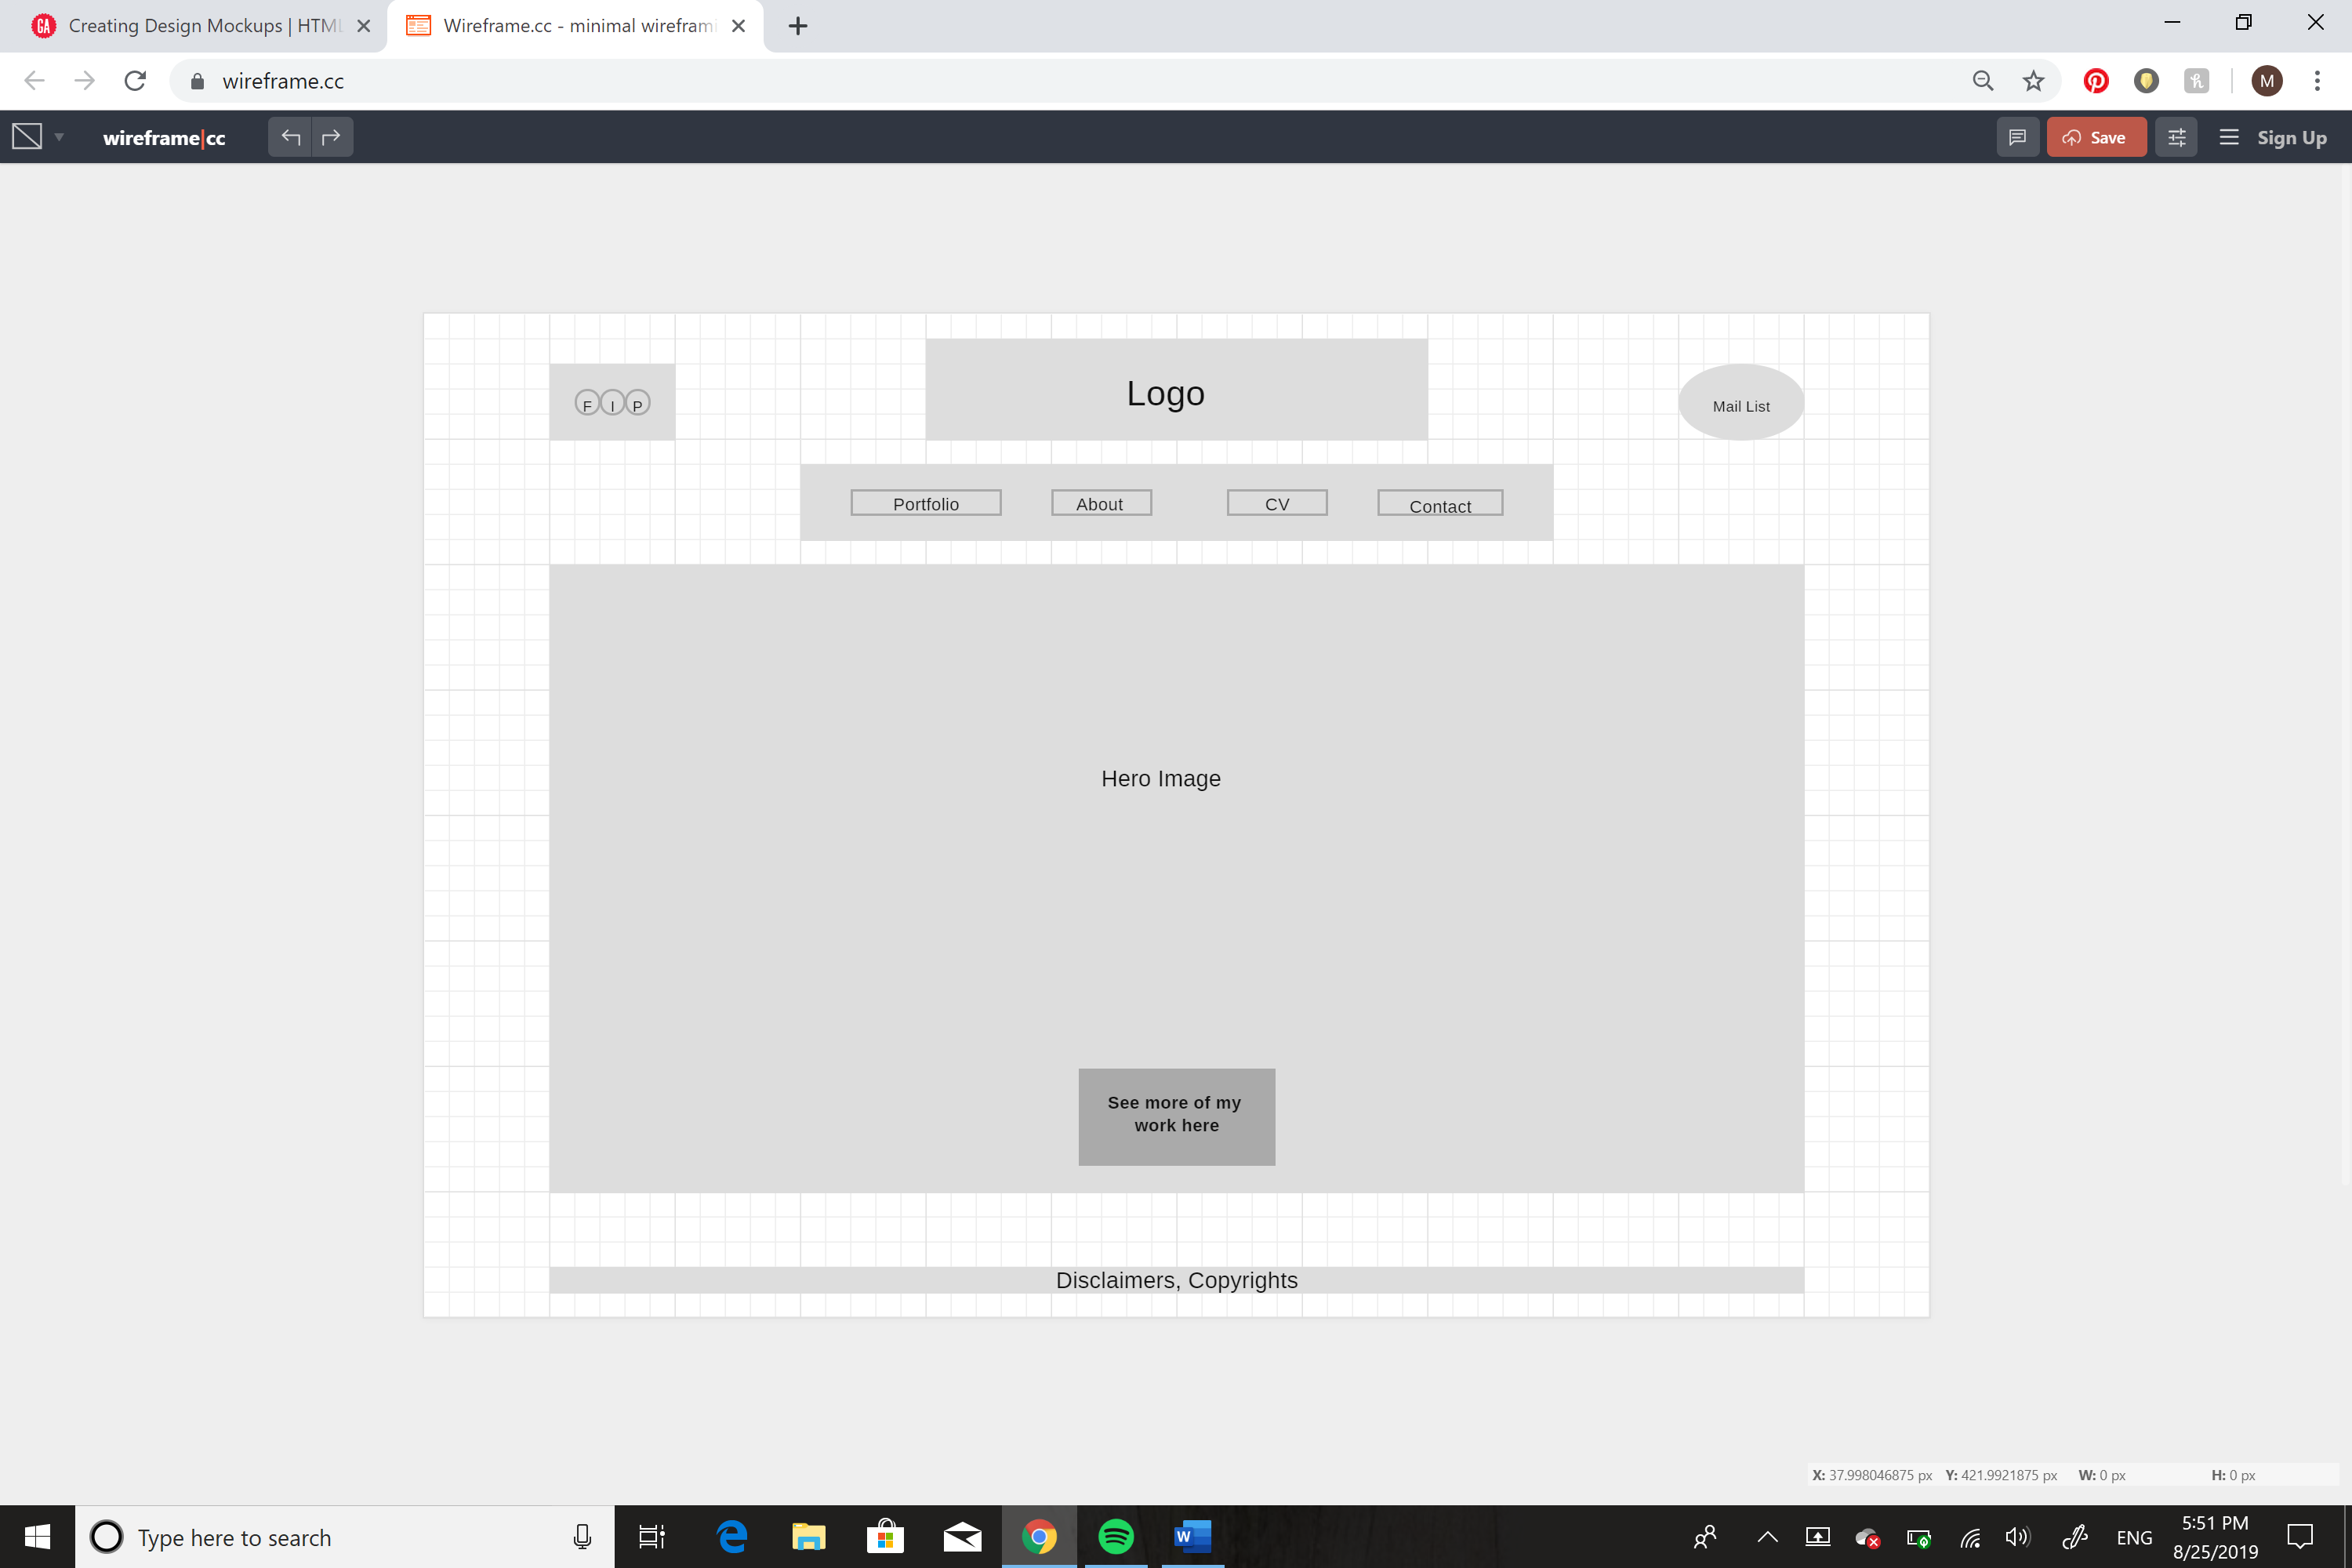 GA Creating Design Mockups | HTML
Wireframe.cc - minimal wirefram
wireframe.cc
M
wireframe|cc
Save
Sign Up
F I P
Logo
Mail List
Portfolio About CV Contact
Hero Image
See more of my
work here
Disclaimers, Copyrights
X: 37.998046875 px Y: 421.9921875 px W: 0 px H: 0 px
Type here to search
W
ENG
5:51 PM
8/25/2019